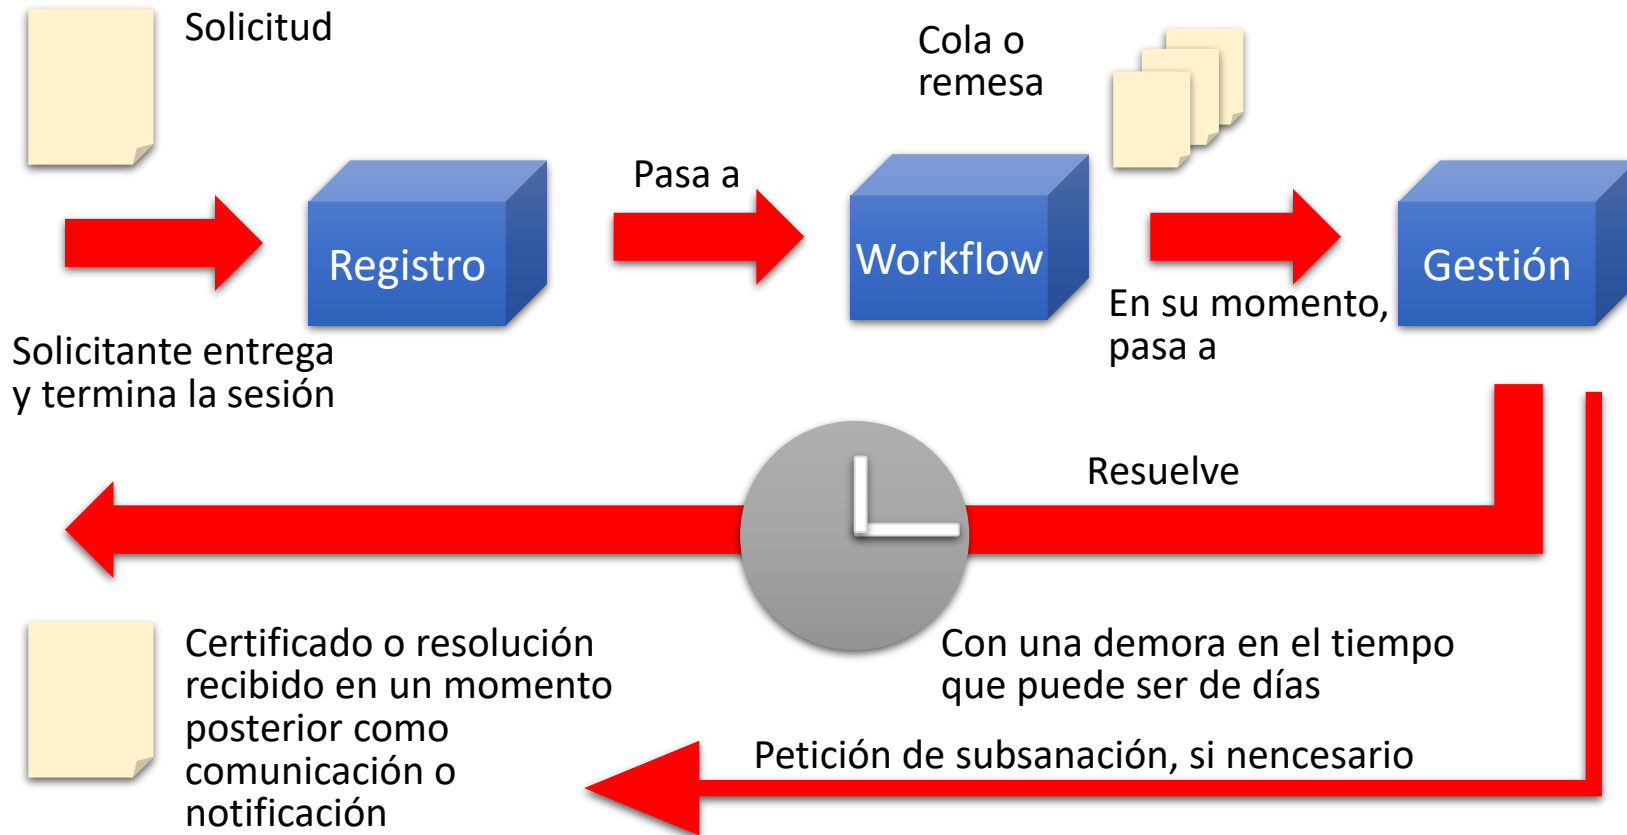 Solicitud
Cola o
remesa
Pasa a
Registro
Workflow
Gestión
Solicitante entrega
y termina la sesión
En su momento,
pasa a
Resuelve
Certificado o resolución
recibido en un momento
posterior como
comunicación o
notificación
Con una demora en el tiempo
que puede ser de días
Petición de subsanación, si nencesario